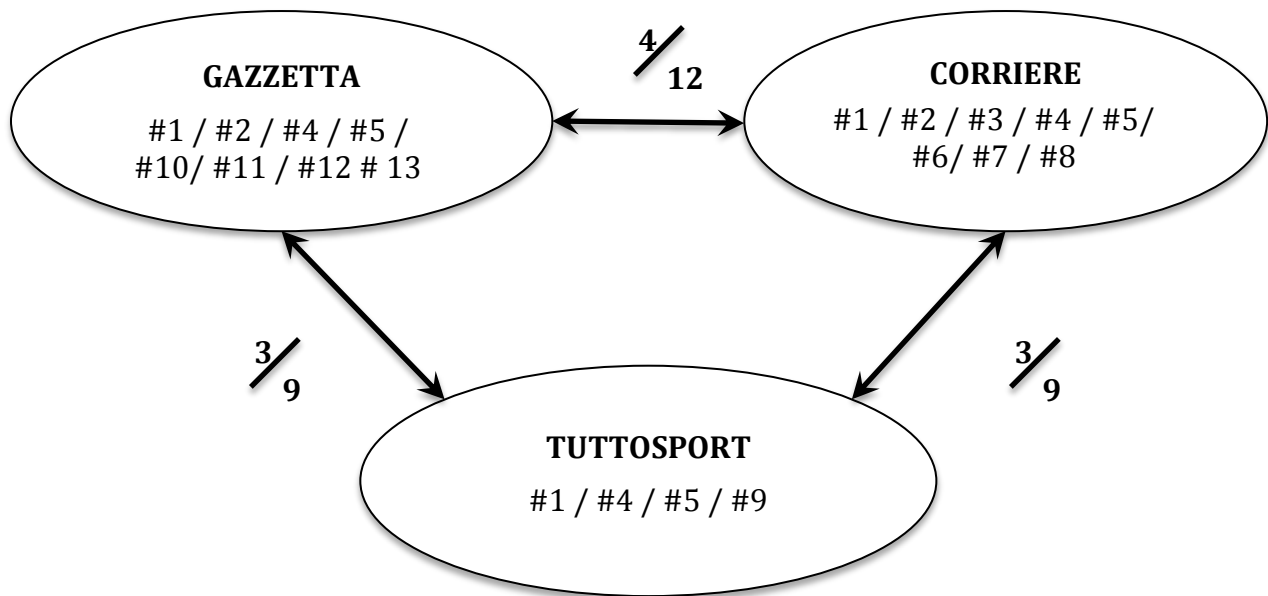 GAZZETTA
#1 / #2 / #4 / #5 /
#10/ #11 / #12 # 13
4/12
CORRIERE
#1 / #2 / #3 / #4 / #5/
#6/ #7 / #8
3/9
3/9
TUTTOSPORT
#1 / #4 / #5 / #9